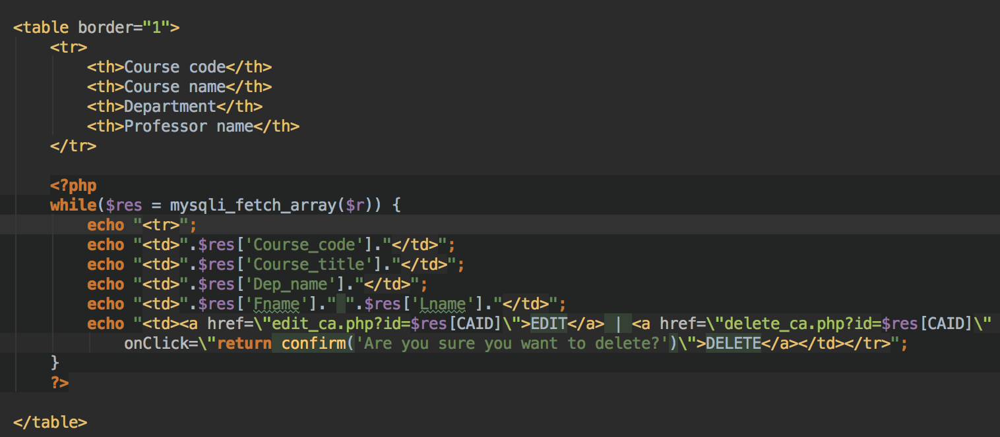 <table border="1">
<tr>
<th>Course code</th>
<th>Course name</th>
<th>Department</th>
<th>Professor name</th>
</tr>
<?php
while($res = mysqli_fetch_array($r)) {
echo "<tr>";
echo "<td>".$res['Course_code']."</td>";
echo "<td>".$res['Course_title']."</td>";
echo "<td>".$res['Dep_name']."</td>";
echo "<td>".$res['Fname']." ".$res['Lname']."</td>";
echo "<td><a href=\"edit_ca.php?id=$res[CAID]\">EDIT</a> | <a href=\"delete_ca.php?id=$res[CAID]\"
onClick=\"return confirm('Are you sure you want to delete?')\">DELETE</a></td></tr>";
}
?>
</table>